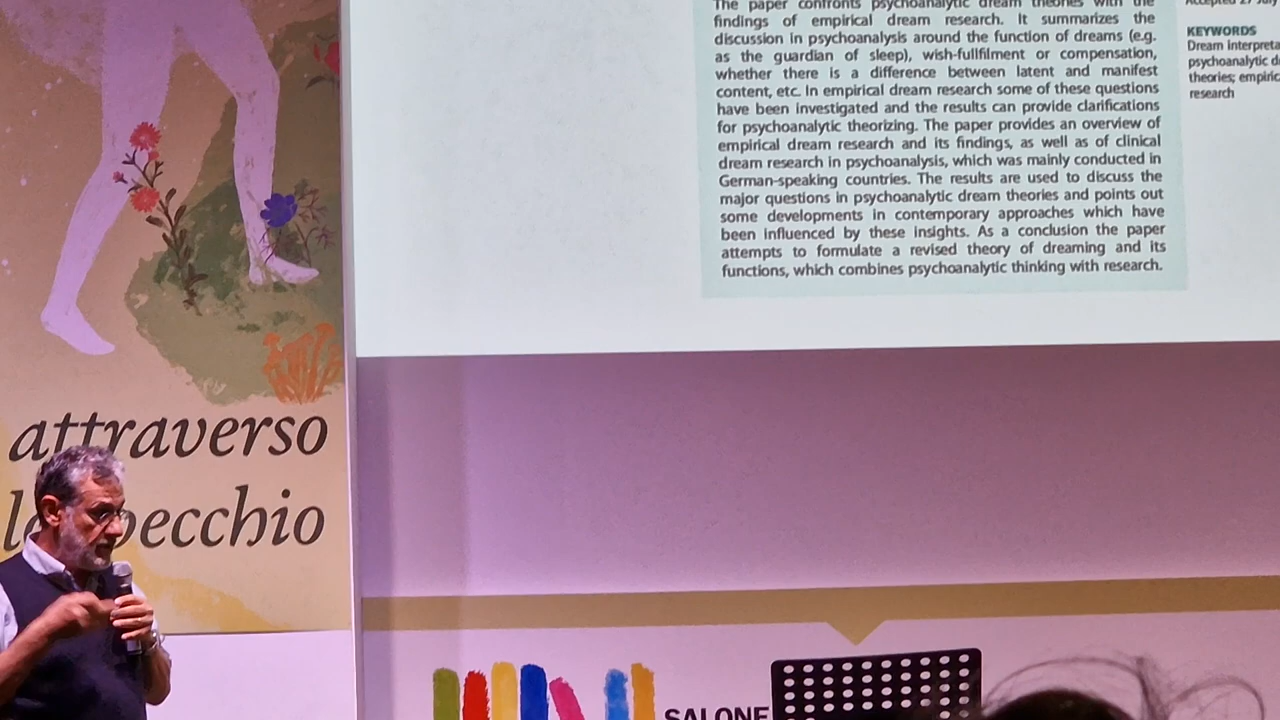 The paper confronts psychoanalytic dream theories with the
findings of empirical dream research. It summarizes the
discussion in psychoanalysis around the function of dreams (e.g.
as the guardian of sleep), wish-fullfilment or compensation,
whether there is a difference between latent and manifest
content, etc. In empirical dream research some of these questions
have been investigated and the results can provide clarifications
for psychoanalytic theorizing. The paper provides an overview of
empirical dream research and its findings, as well as of clinical
dream research in psychoanalysis, which was mainly conducted in
German-speaking countries. The results are used to discuss the
major questions in psychoanalytic dream theories and points out
some developments in contemporary approaches which have
been influenced by these insights. As a conclusion the paper
attempts to formulate a revised theory of dreaming and its
functions, which combines psychoanalytic thinking with research.
Accepted 27 July
KEYWORDS
Dream interpreta
psychoanalytic d
theories; empiric
research
attraverso
lo specchio
SALONE